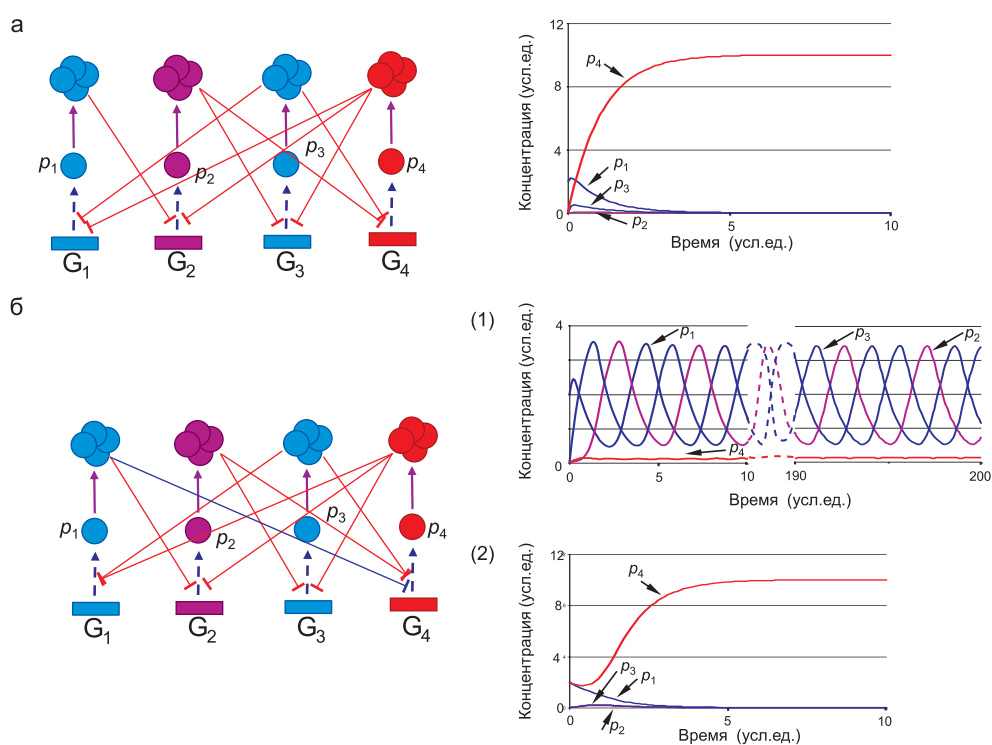 а
p₁
p₂
p₃
p₄
G₁
G₂
G₃
G₄
Концентрация (усл.ед.)
12
8
4
0
p₄
p₁
p₃
p₂
0
5
10
Время (усл.ед.)
б
p₁
p₂
p₃
p₄
G₁
G₂
G₃
G₄
(1)
Концентрация (усл.ед.)
4
2
0
p₁
p₃
p₂
p₄
0
5
10
190
200
Время (усл.ед.)
(2)
Концентрация (усл.ед.)
12
8
4
0
p₄
p₃
p₁
p₂
0
5
10
Время (усл.ед.)